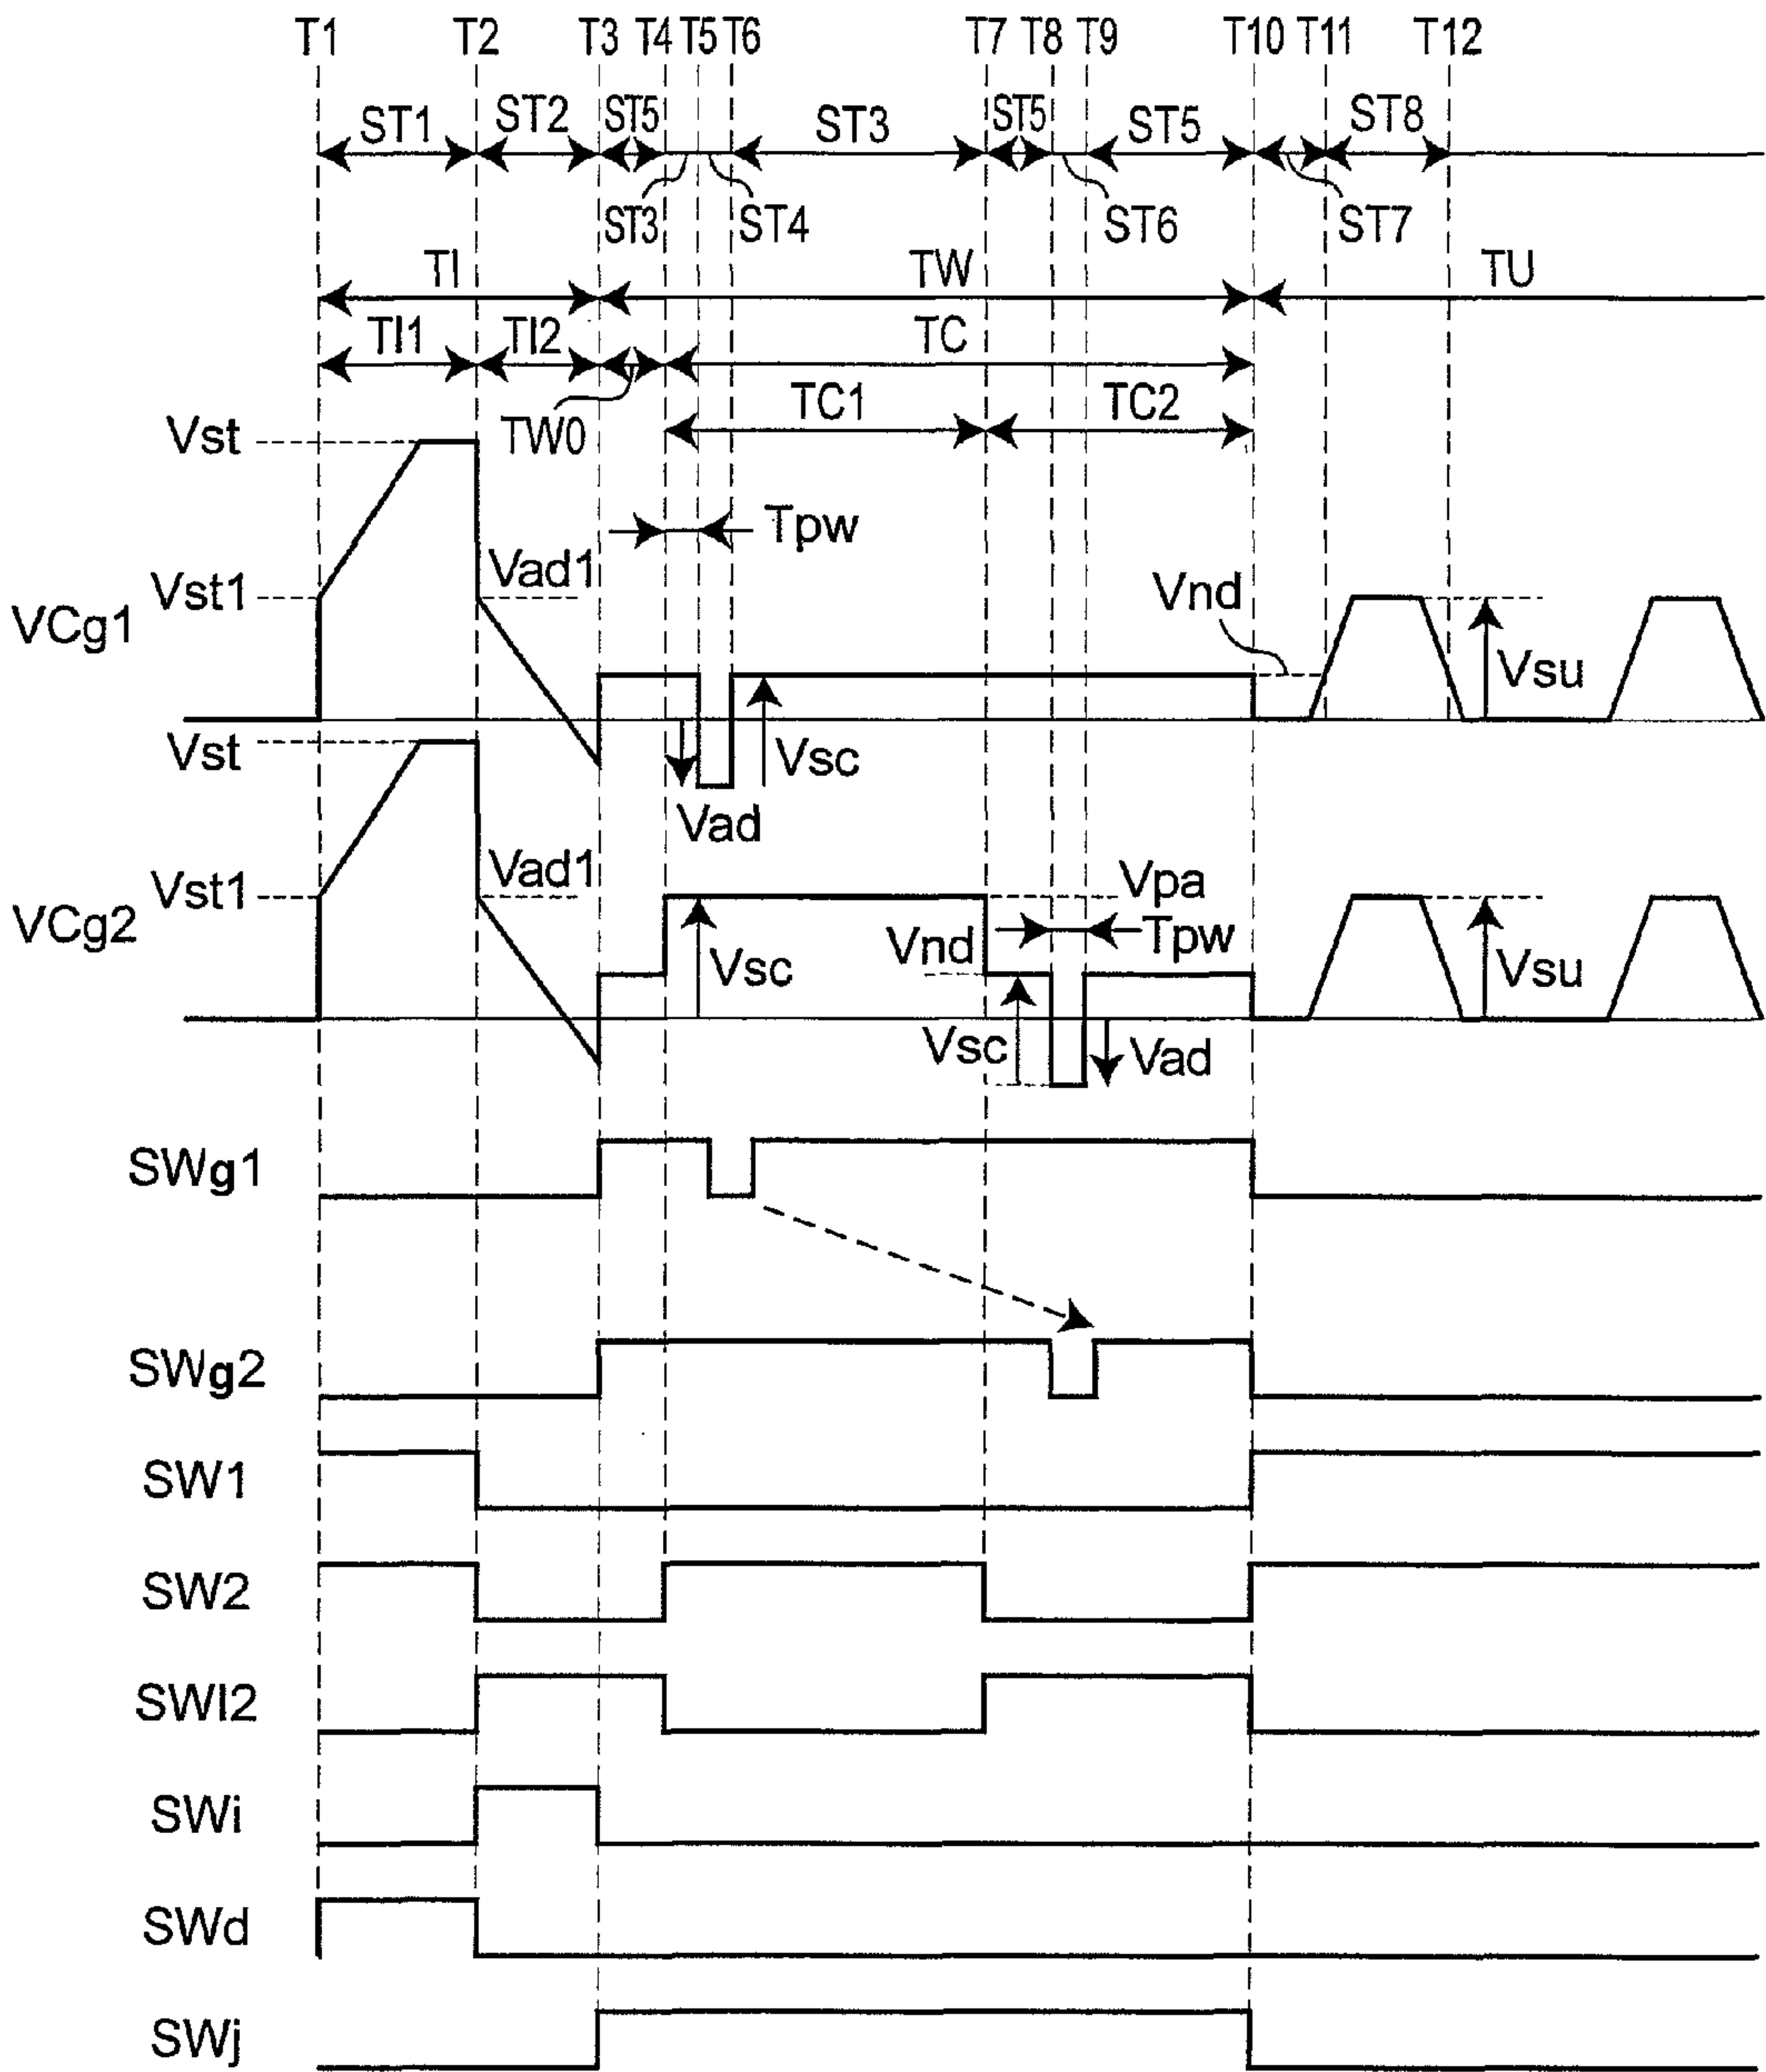 T1 T2 T3 T4 T5 T6 T7 T8 T9 T10 T11 T12
ST1 ST2 ST5 ST3 ST5 ST5 ST8
ST3 ST4 ST6 ST7
TI TW TU
TI1 TI2 TC
TW0 TC1 TC2
Vst
Tpw
Vst1 Vad1 Vnd
VCg1 Vsu
Vst Vsc
Vad
Vst1 Vad1 Vpa
VCg2 Vnd Tpw
Vsc Vsu
Vsc Vad
SWg1
SWg2
SW1
SW2
SWI2
SWi
SWd
SWj